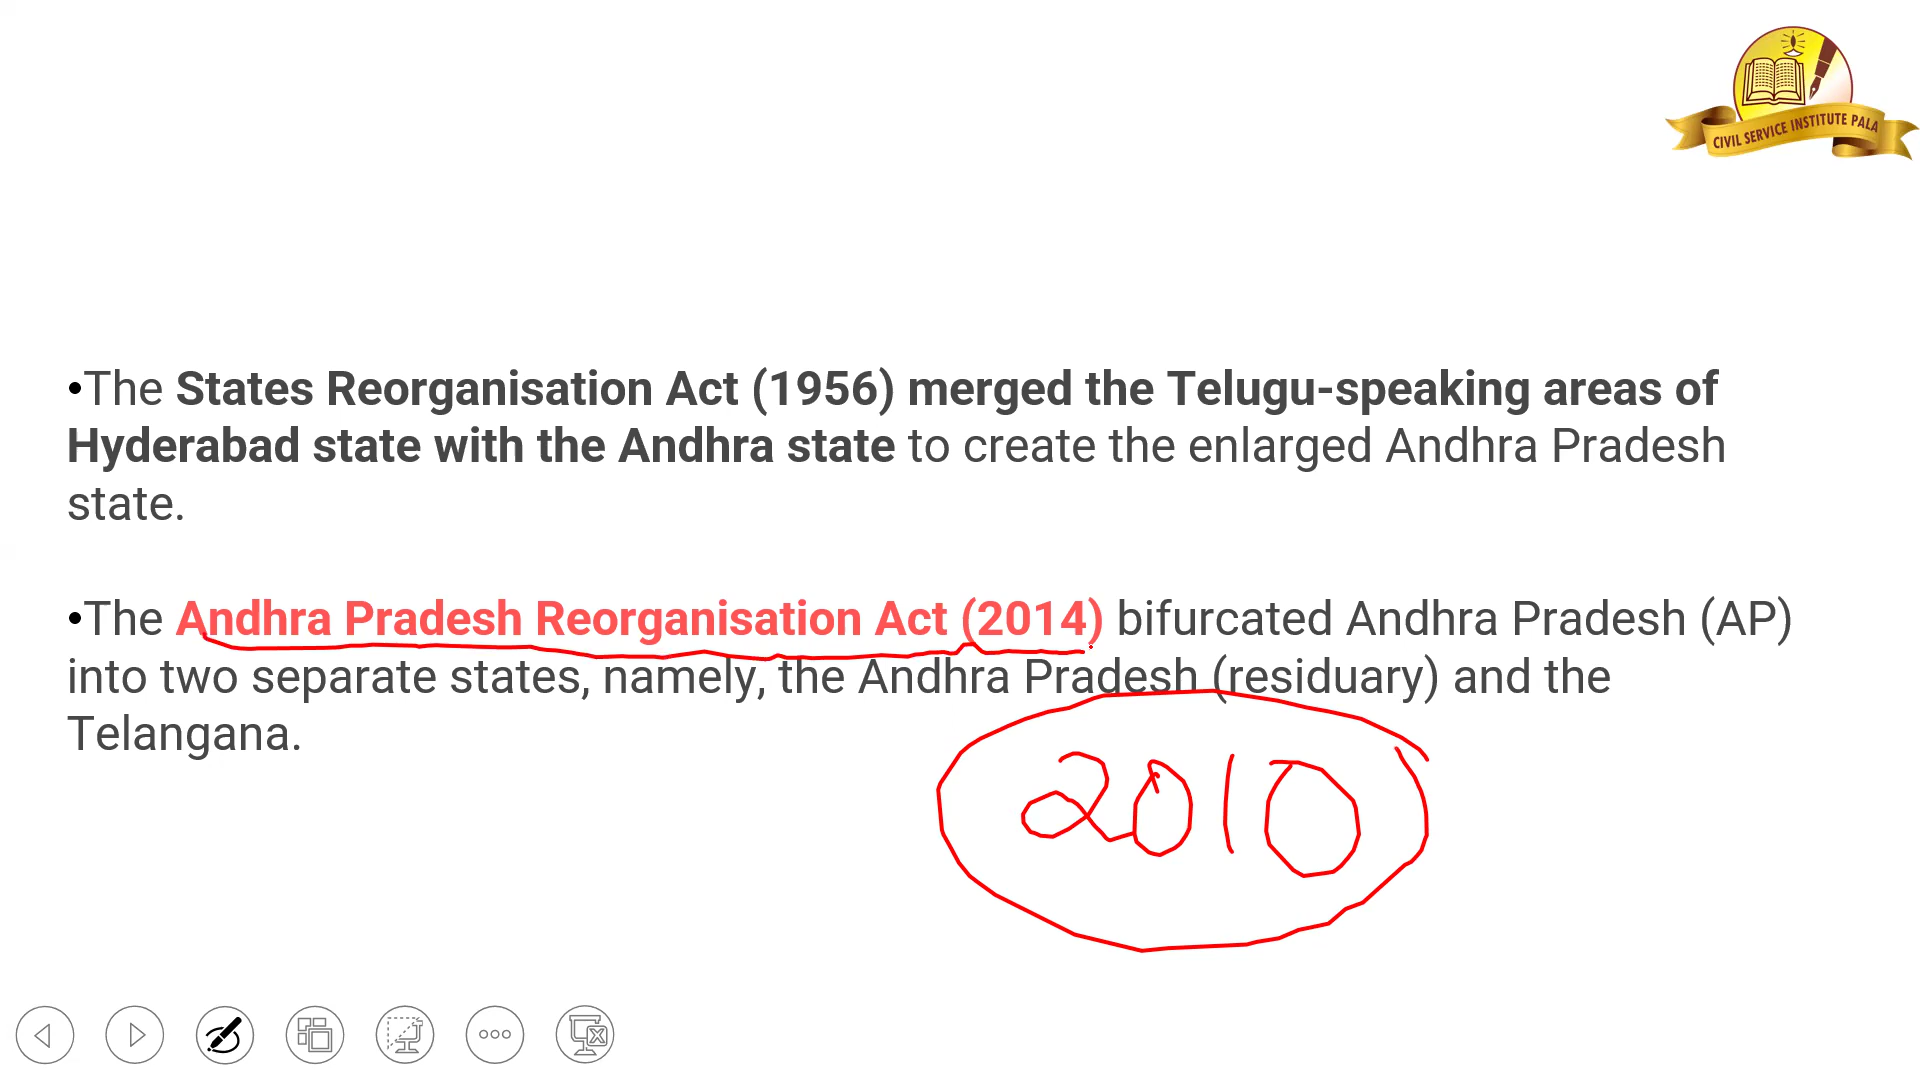 CIVIL SERVICE INSTITUTE PALA
•The States Reorganisation Act (1956) merged the Telugu-speaking areas of
Hyderabad state with the Andhra state to create the enlarged Andhra Pradesh
state.
•The Andhra Pradesh Reorganisation Act (2014) bifurcated Andhra Pradesh (AP)
into two separate states, namely, the Andhra Pradesh (residuary) and the
Telangana.
2010